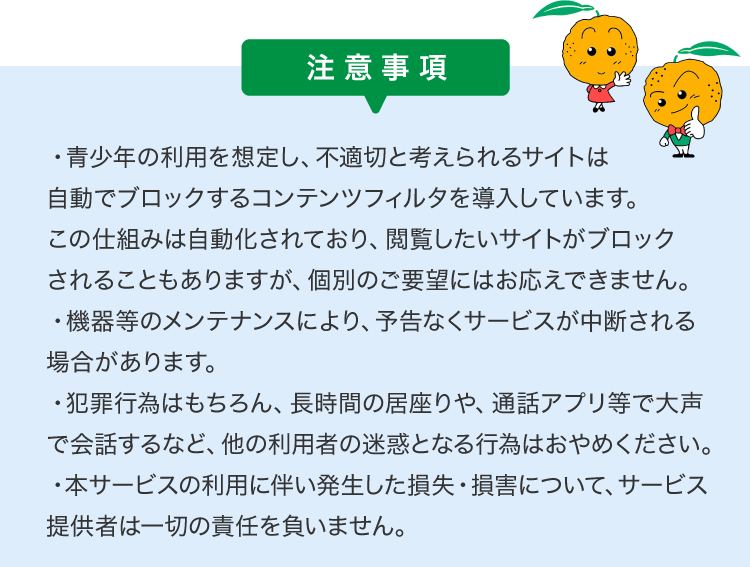 注意事項
・青少年の利用を想定し、不適切と考えられるサイトは
自動でブロックするコンテンツフィルタを導入しています。
この仕組みは自動化されており、閲覧したいサイトがブロック
されることもありますが、個別のご要望にはお応えできません。
・機器等のメンテナンスにより、予告なくサービスが中断される
場合があります。
・犯罪行為はもちろん、長時間の居座りや、通話アプリ等で大声
で会話するなど、他の利用者の迷惑となる行為はおやめください。
・本サービスの利用に伴い発生した損失・損害について、サービス
提供者は一切の責任を負いません。